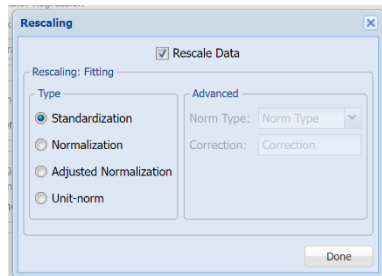 Rescaling
Rescale Data
Rescaling: Fitting
Type
Standardization
Normalization
Adjusted Normalization
Unit-norm
Advanced
Norm Type: Norm Type
Correction: Correction
Done